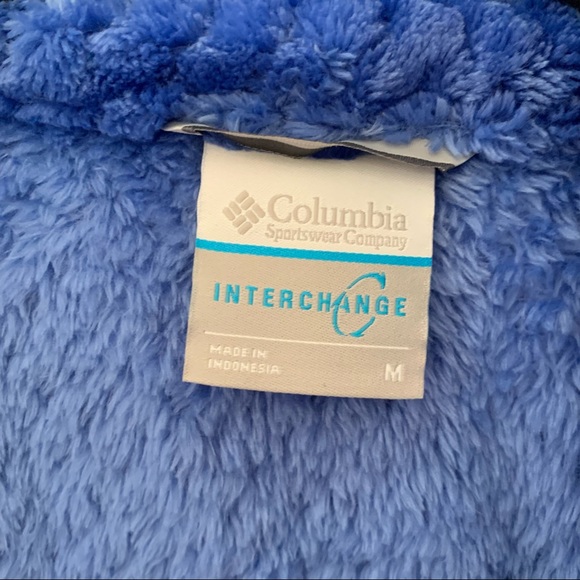 Columbia
Sportswear Company
INTERCHANGE
MADE IN
INDONESIA
M